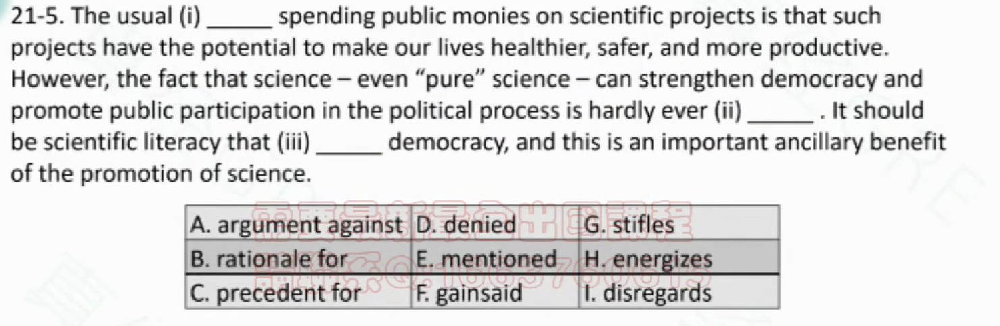 21-5. The usual (i) _____ spending public monies on scientific projects is that such
projects have the potential to make our lives healthier, safer, and more productive.
However, the fact that science – even “pure” science – can strengthen democracy and
promote public participation in the political process is hardly ever (ii) _____ . It should
be scientific literacy that (iii) _____ democracy, and this is an important ancillary benefit
of the promotion of science.
A. argument against D. denied G. stifles
B. rationale for E. mentioned H. energizes
C. precedent for F. gainsaid I. disregards